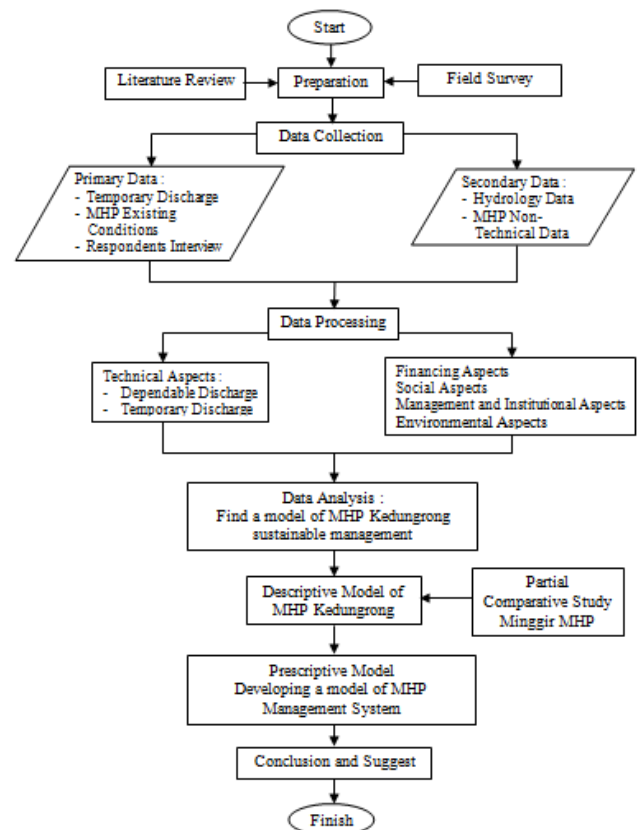 Start
Literature Review
Preparation
Field Survey
Data Collection
Primary Data :
- Temporary Discharge
- MHP Existing
Conditions
- Respondents Interview
Secondary Data :
- Hydrology Data
- MHP Non-
Technical Data
Data Processing
Technical Aspects :
- Dependable Discharge
- Temporary Discharge
Financing Aspects
Social Aspects
Management and Institutional Aspects
Environmental Aspects
Data Analysis :
Find a model of MHP Kedungrong
sustainable management
Descriptive Model of
MHP Kedungrong
Partial
Comparative Study
Minggir MHP
Prescriptive Model
Developing a model of MHP
Management System
Conclusion and Suggest
Finish